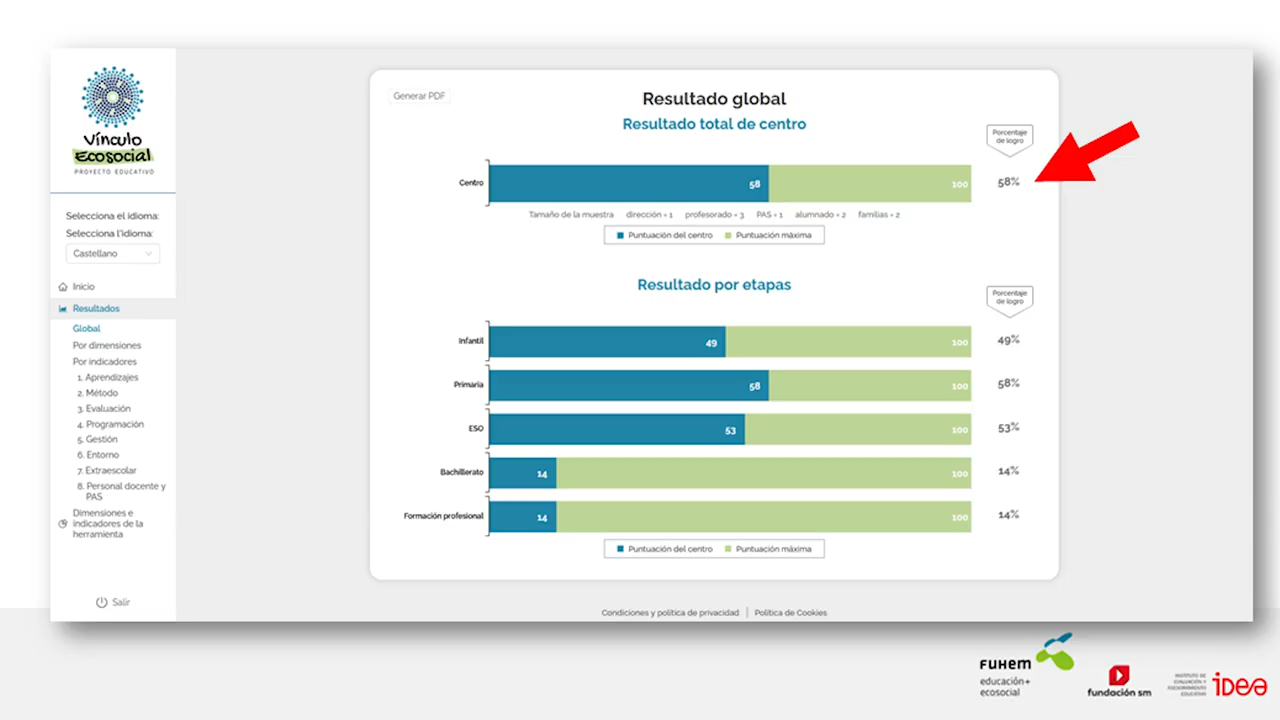 Vínculo
Ecosocial
PROYECTO EDUCATIVO
Selecciona el idioma:
Selecciona l'idioma:
Castellano
Inicio
Resultados
Global
Por dimensiones
Por indicadores
1. Aprendizajes
2. Método
3. Evaluación
4. Programación
5. Gestión
6. Entorno
7. Extraescolar
8. Personal docente y
PAS
Dimensiones e
indicadores de la
herramienta
Salir
Generar PDF
Resultado global
Resultado total de centro
Porcentaje
de logro
Centro 58 100 58%
Tamaño de la muestra dirección = 1 profesorado = 3 PAS = 1 alumnado = 2 familias = 2
Puntuación del centro Puntuación máxima
Resultado por etapas
Porcentaje
de logro
Infantil 49 100 49%
Primaria 58 100 58%
ESO 53 100 53%
Bachillerato 14 100 14%
Formación profesional 14 100 14%
Puntuación del centro Puntuación máxima
Condiciones y política de privacidad | Política de Cookies
FUHEM
educación+
ecosocial
fundación sm
INSTITUTO DE
EVALUACIÓN Y
ASESORAMIENTO
EDUCATIVO
idea